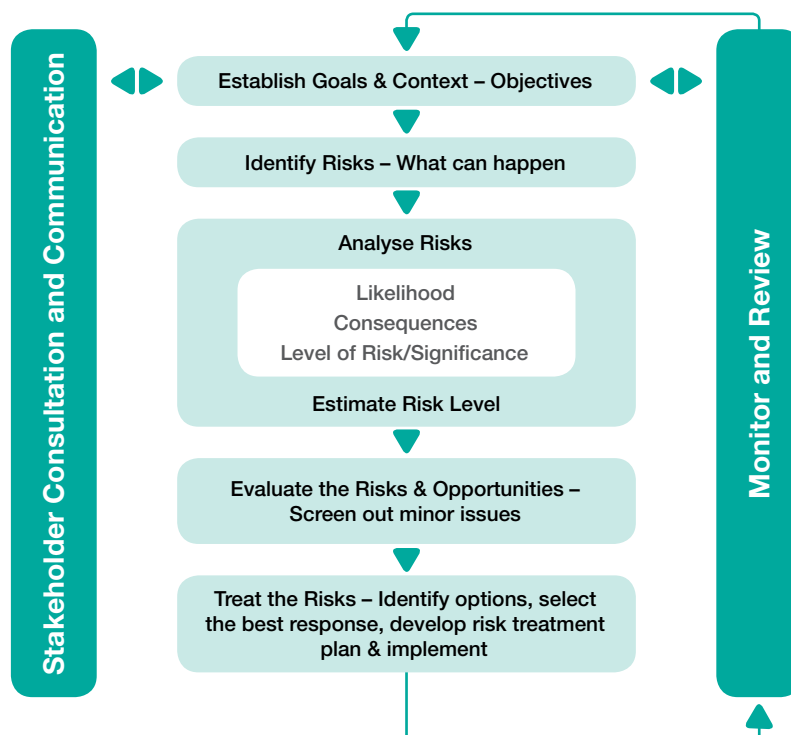 Stakeholder Consultation and Communication
Establish Goals & Context – Objectives
Identify Risks – What can happen
Analyse Risks
Likelihood
Consequences
Level of Risk/Significance
Estimate Risk Level
Evaluate the Risks & Opportunities –
Screen out minor issues
Treat the Risks – Identify options, select
the best response, develop risk treatment
plan & implement
Monitor and Review